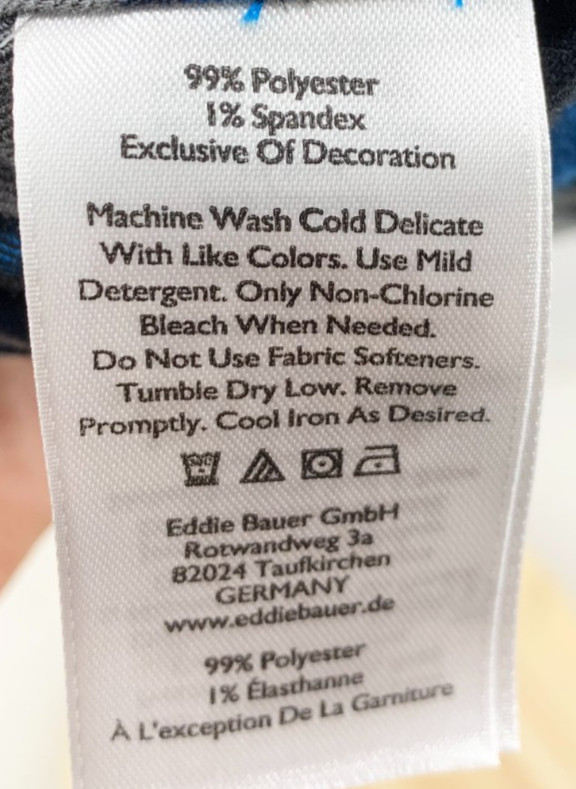 99% Polyester
1% Spandex
Exclusive Of Decoration
Machine Wash Cold Delicate
With Like Colors. Use Mild
Detergent. Only Non-Chlorine
Bleach When Needed.
Do Not Use Fabric Softeners.
Tumble Dry Low. Remove
Promptly. Cool Iron As Desired.
Eddie Bauer GmbH
Rotwandweg 3a
82024 Taufkirchen
GERMANY
www.eddiebauer.de
99% Polyester
1% Élasthanne
À L'exception De La Garniture